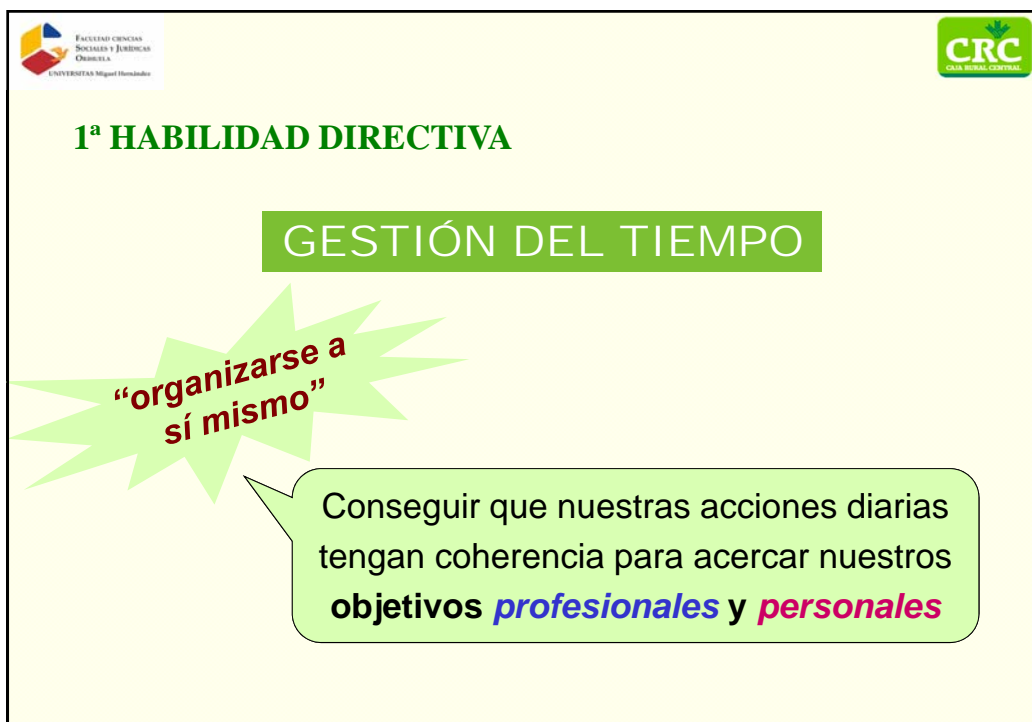 FACULTAD CIENCIAS
SOCIALES Y JURÍDICAS
ORIHUELA
UNIVERSITAS Miguel Hernández
CRC
CAJA RURAL CENTRAL
1ª HABILIDAD DIRECTIVA
GESTIÓN DEL TIEMPO
“organizarse a
sí mismo”
Conseguir que nuestras acciones diarias
tengan coherencia para acercar nuestros
objetivos profesionales y personales